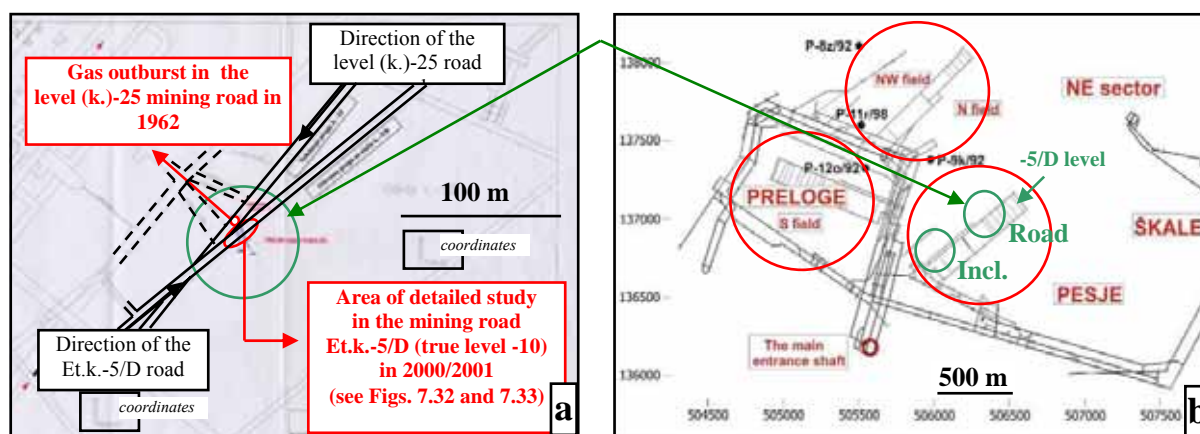 Direction of the
level (k.)-25 road
Gas outburst in the
level (k.)-25 mining road in
1962
100 m
coordinates
Direction of the
Et.k.-5/D road
coordinates
Area of detailed study
in the mining road
Et.k.-5/D (true level -10)
in 2000/2001
(see Figs. 7.32 and 7.33)
a
P-8z/92
138000
NW field
N field
NE sector
P-11r/98
137500
P-12o/92
P-9k/92
-5/D level
PRELOGE
S field
137000
Road
ŠKALE
Incl.
136500
PESJE
The main
entrance shaft
136000
500 m
504500
505000
505500
506000
506500
507000
507500
b